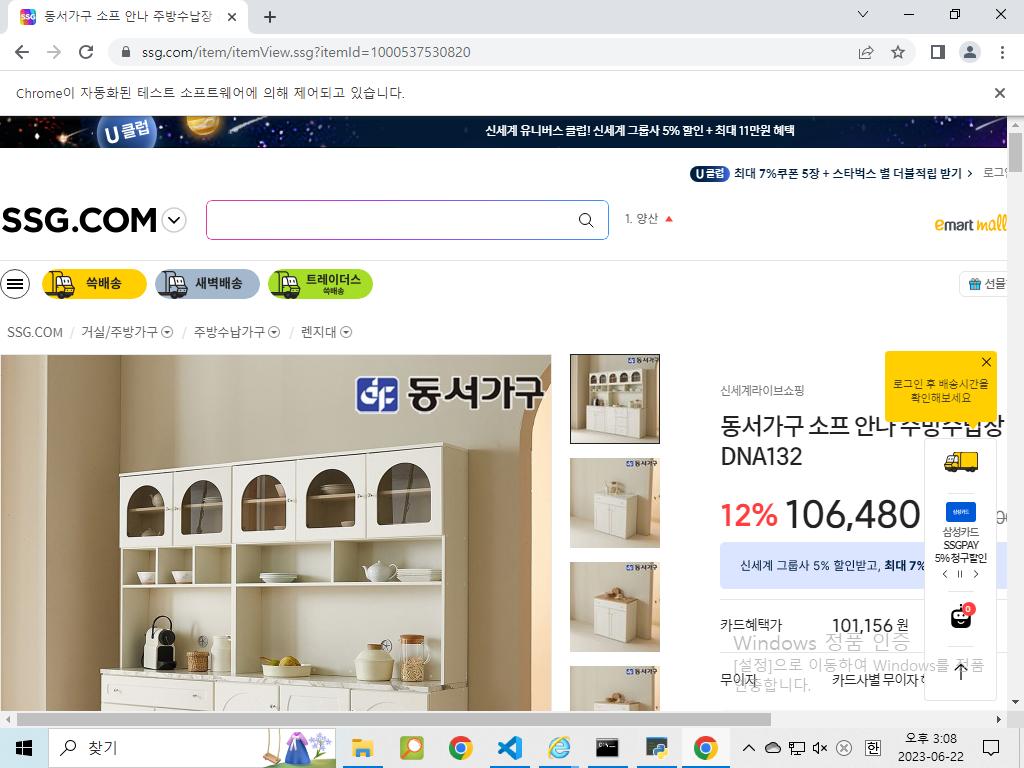 동서가구 소프 안나 주방수납장
ssg.com/item/itemView.ssg?itemId=1000537530820
Chrome이 자동화된 테스트 소프트웨어에 의해 제어되고 있습니다.
U 클럽
신세계 유니버스 클럽! 신세계 그룹사 5% 할인 + 최대 11만원 혜택
U 클럽 최대 7%쿠폰 5장 + 스타벅스 별 더블적립 받기 >
SSG.COM
1. 양산
emart mall
쓱배송
새벽배송
트레이더스
쓱배송
선물
SSG.COM / 거실/주방가구 / 주방수납가구 / 렌지대
동서가구
로그인 후 배송시간을
확인해보세요
신세계라이브쇼핑
동서가구 소프 안나 주방수납장
DNA132
12% 106,480
삼성카드
삼성카드
SSGPAY
5% 청구할인
신세계 그룹사 5% 할인받고, 최대 7%
카드혜택가 101,156 원
0
Windows 정품 인증
[설정]으로 이동하여 Windows를 정품
인증합니다.
무이자 카드사별 무이자
찾기
한
오후 3:08
2023-06-22